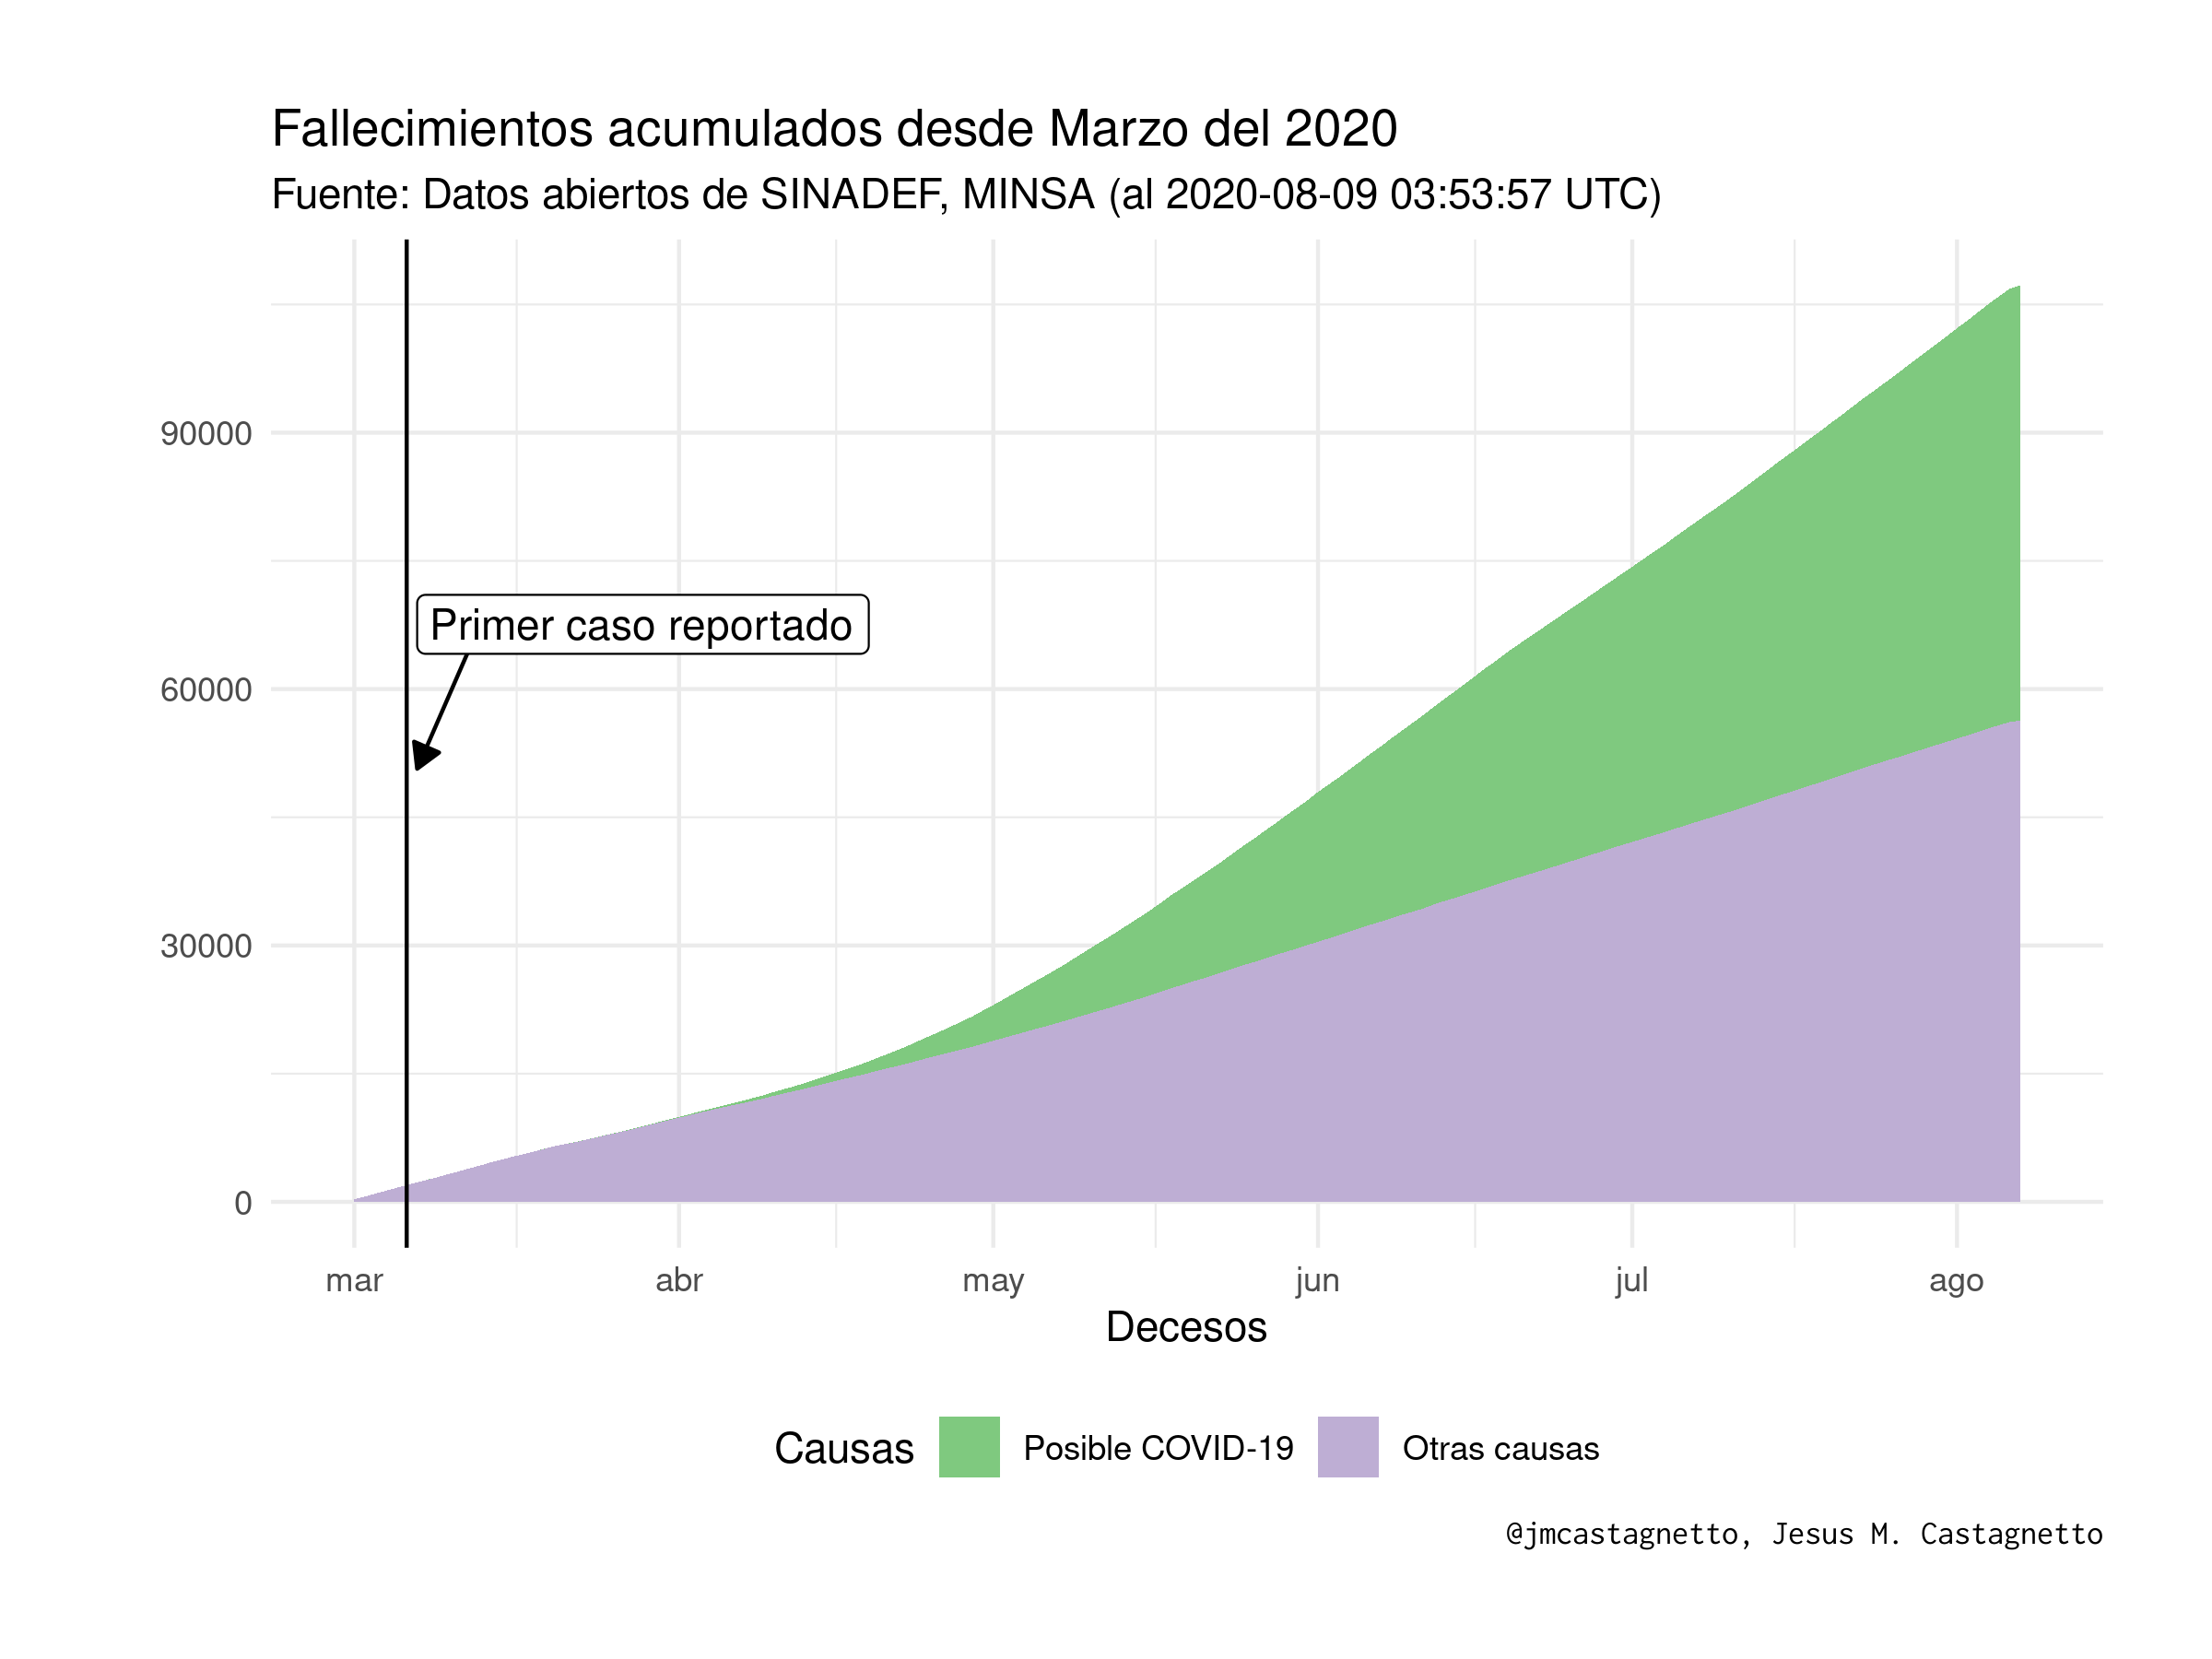 Fallecimientos acumulados desde Marzo del 2020
Fuente: Datos abiertos de SINADEF, MINSA (al 2020-08-09 03:53:57 UTC)
90000
60000
30000
0
Primer caso reportado
mar abr may jun jul ago
Decesos
Causas Posible COVID-19 Otras causas
@jmcastagnetto, Jesus M. Castagnetto